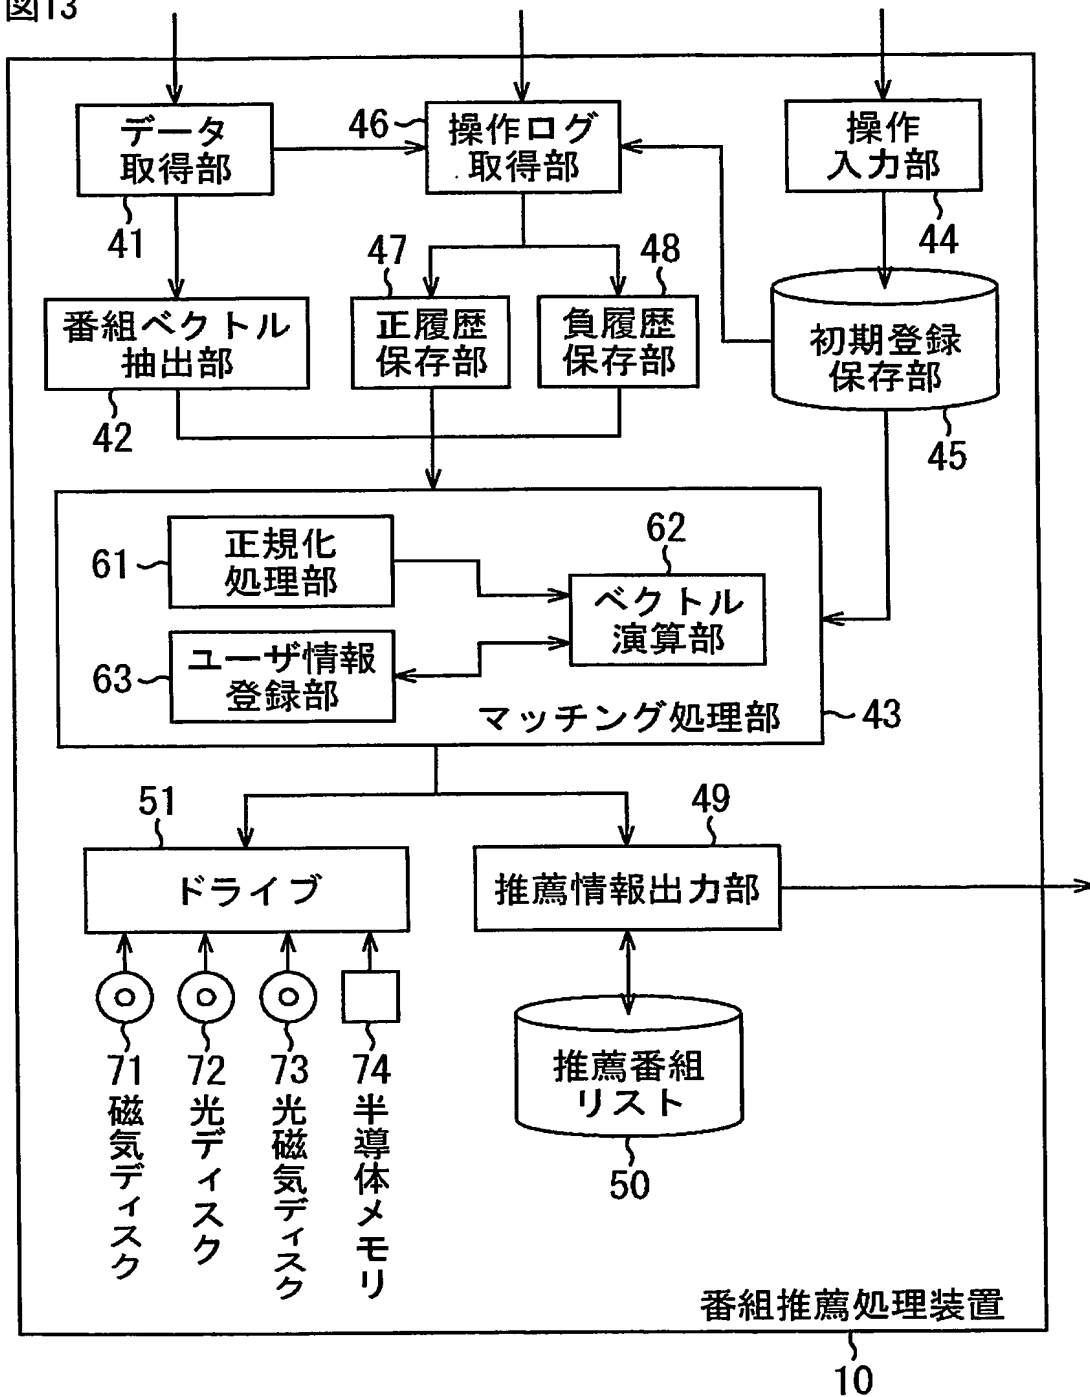 図13
データ
取得部
41
46
操作ログ
取得部
操作
入力部
44
番組ベクトル
抽出部
42
47
正履歴
保存部
48
負履歴
保存部
初期登録
保存部
45
61
正規化
処理部
62
ベクトル
演算部
63
ユーザ情報
登録部
マッチング処理部
43
51
ドライブ
49
推薦情報出力部
71
磁気ディスク
72
光ディスク
73
光磁気ディスク
74
半導体メモリ
推薦番組
リスト
50
番組推薦処理装置
10